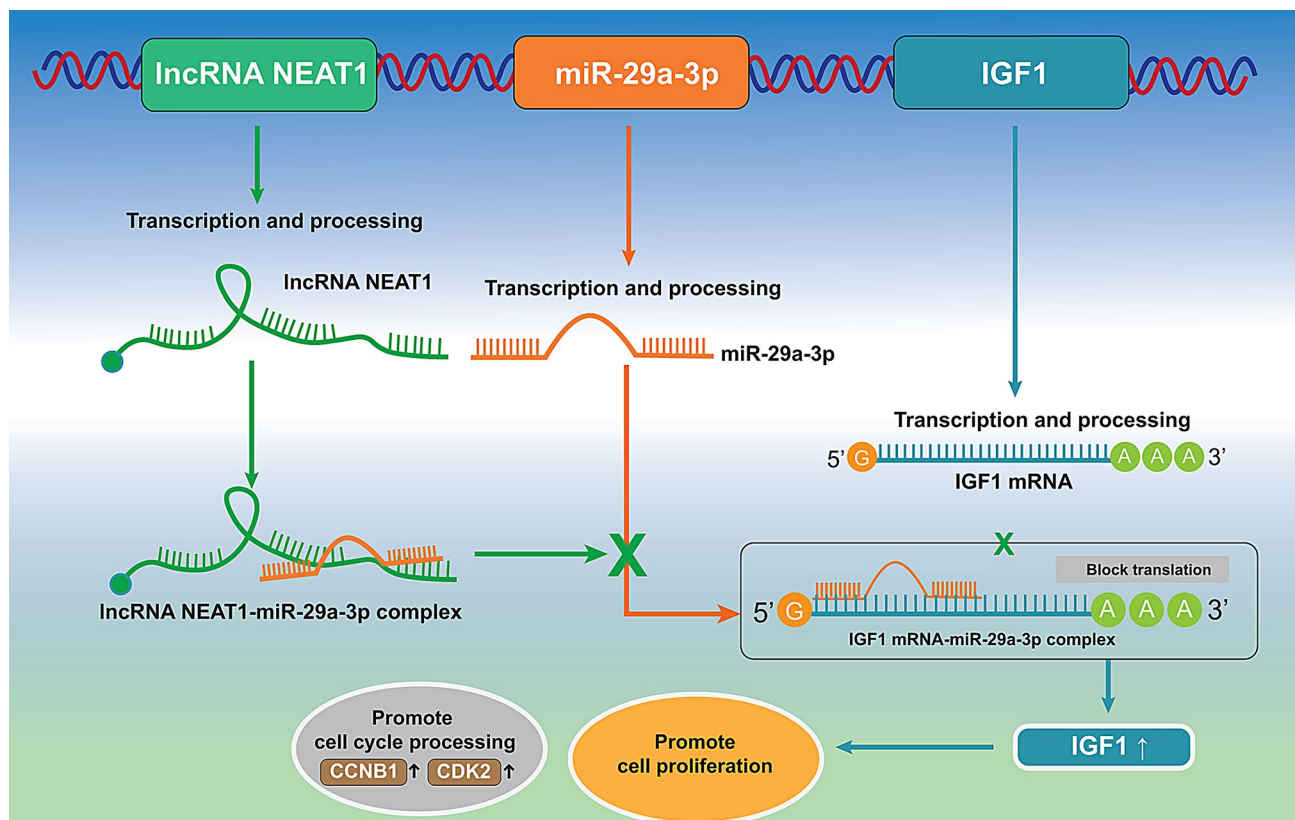 lncRNA NEAT1
miR-29a-3p
IGF1
Transcription and processing
lncRNA NEAT1
Transcription and processing
miR-29a-3p
Transcription and processing
5’ G A A A 3’
IGF1 mRNA
X
X
Block translation
5’ G A A A 3’
IGF1 mRNA-miR-29a-3p complex
lncRNA NEAT1-miR-29a-3p complex
Promote
cell cycle processing
CCNB1↑ CDK2↑
Promote
cell proliferation
IGF1 ↑